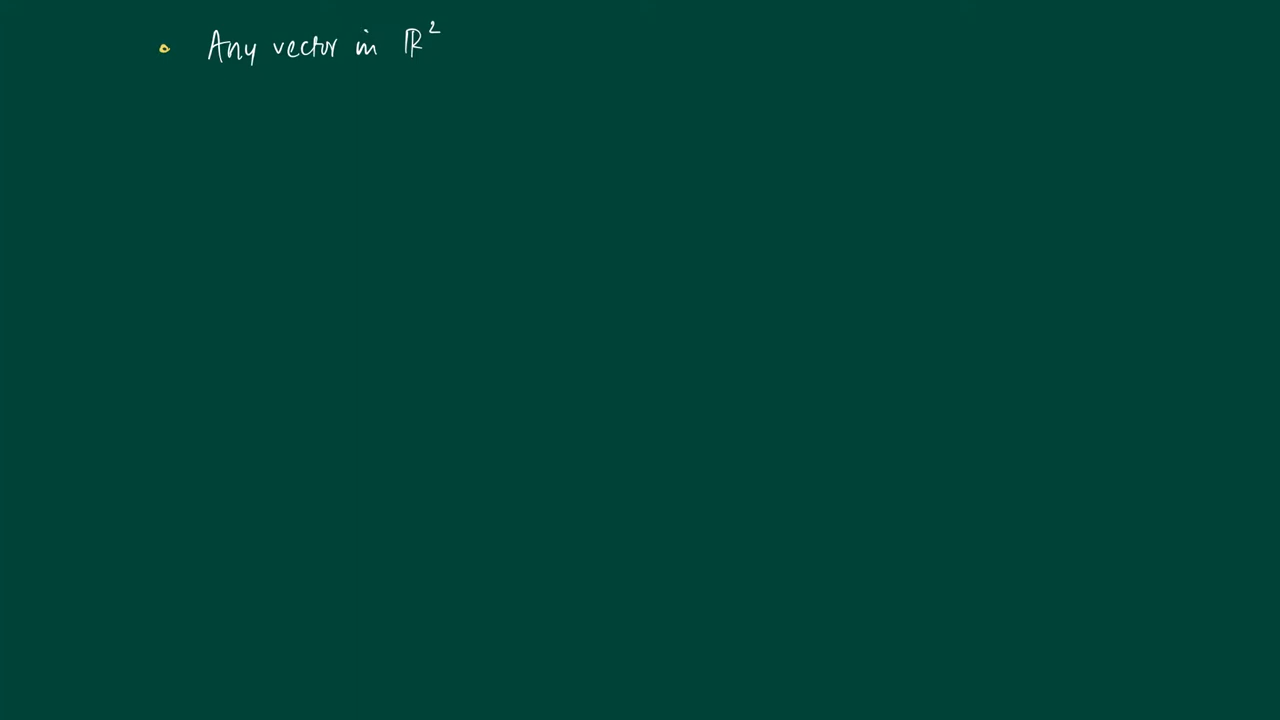 • Any vector in ℝ²